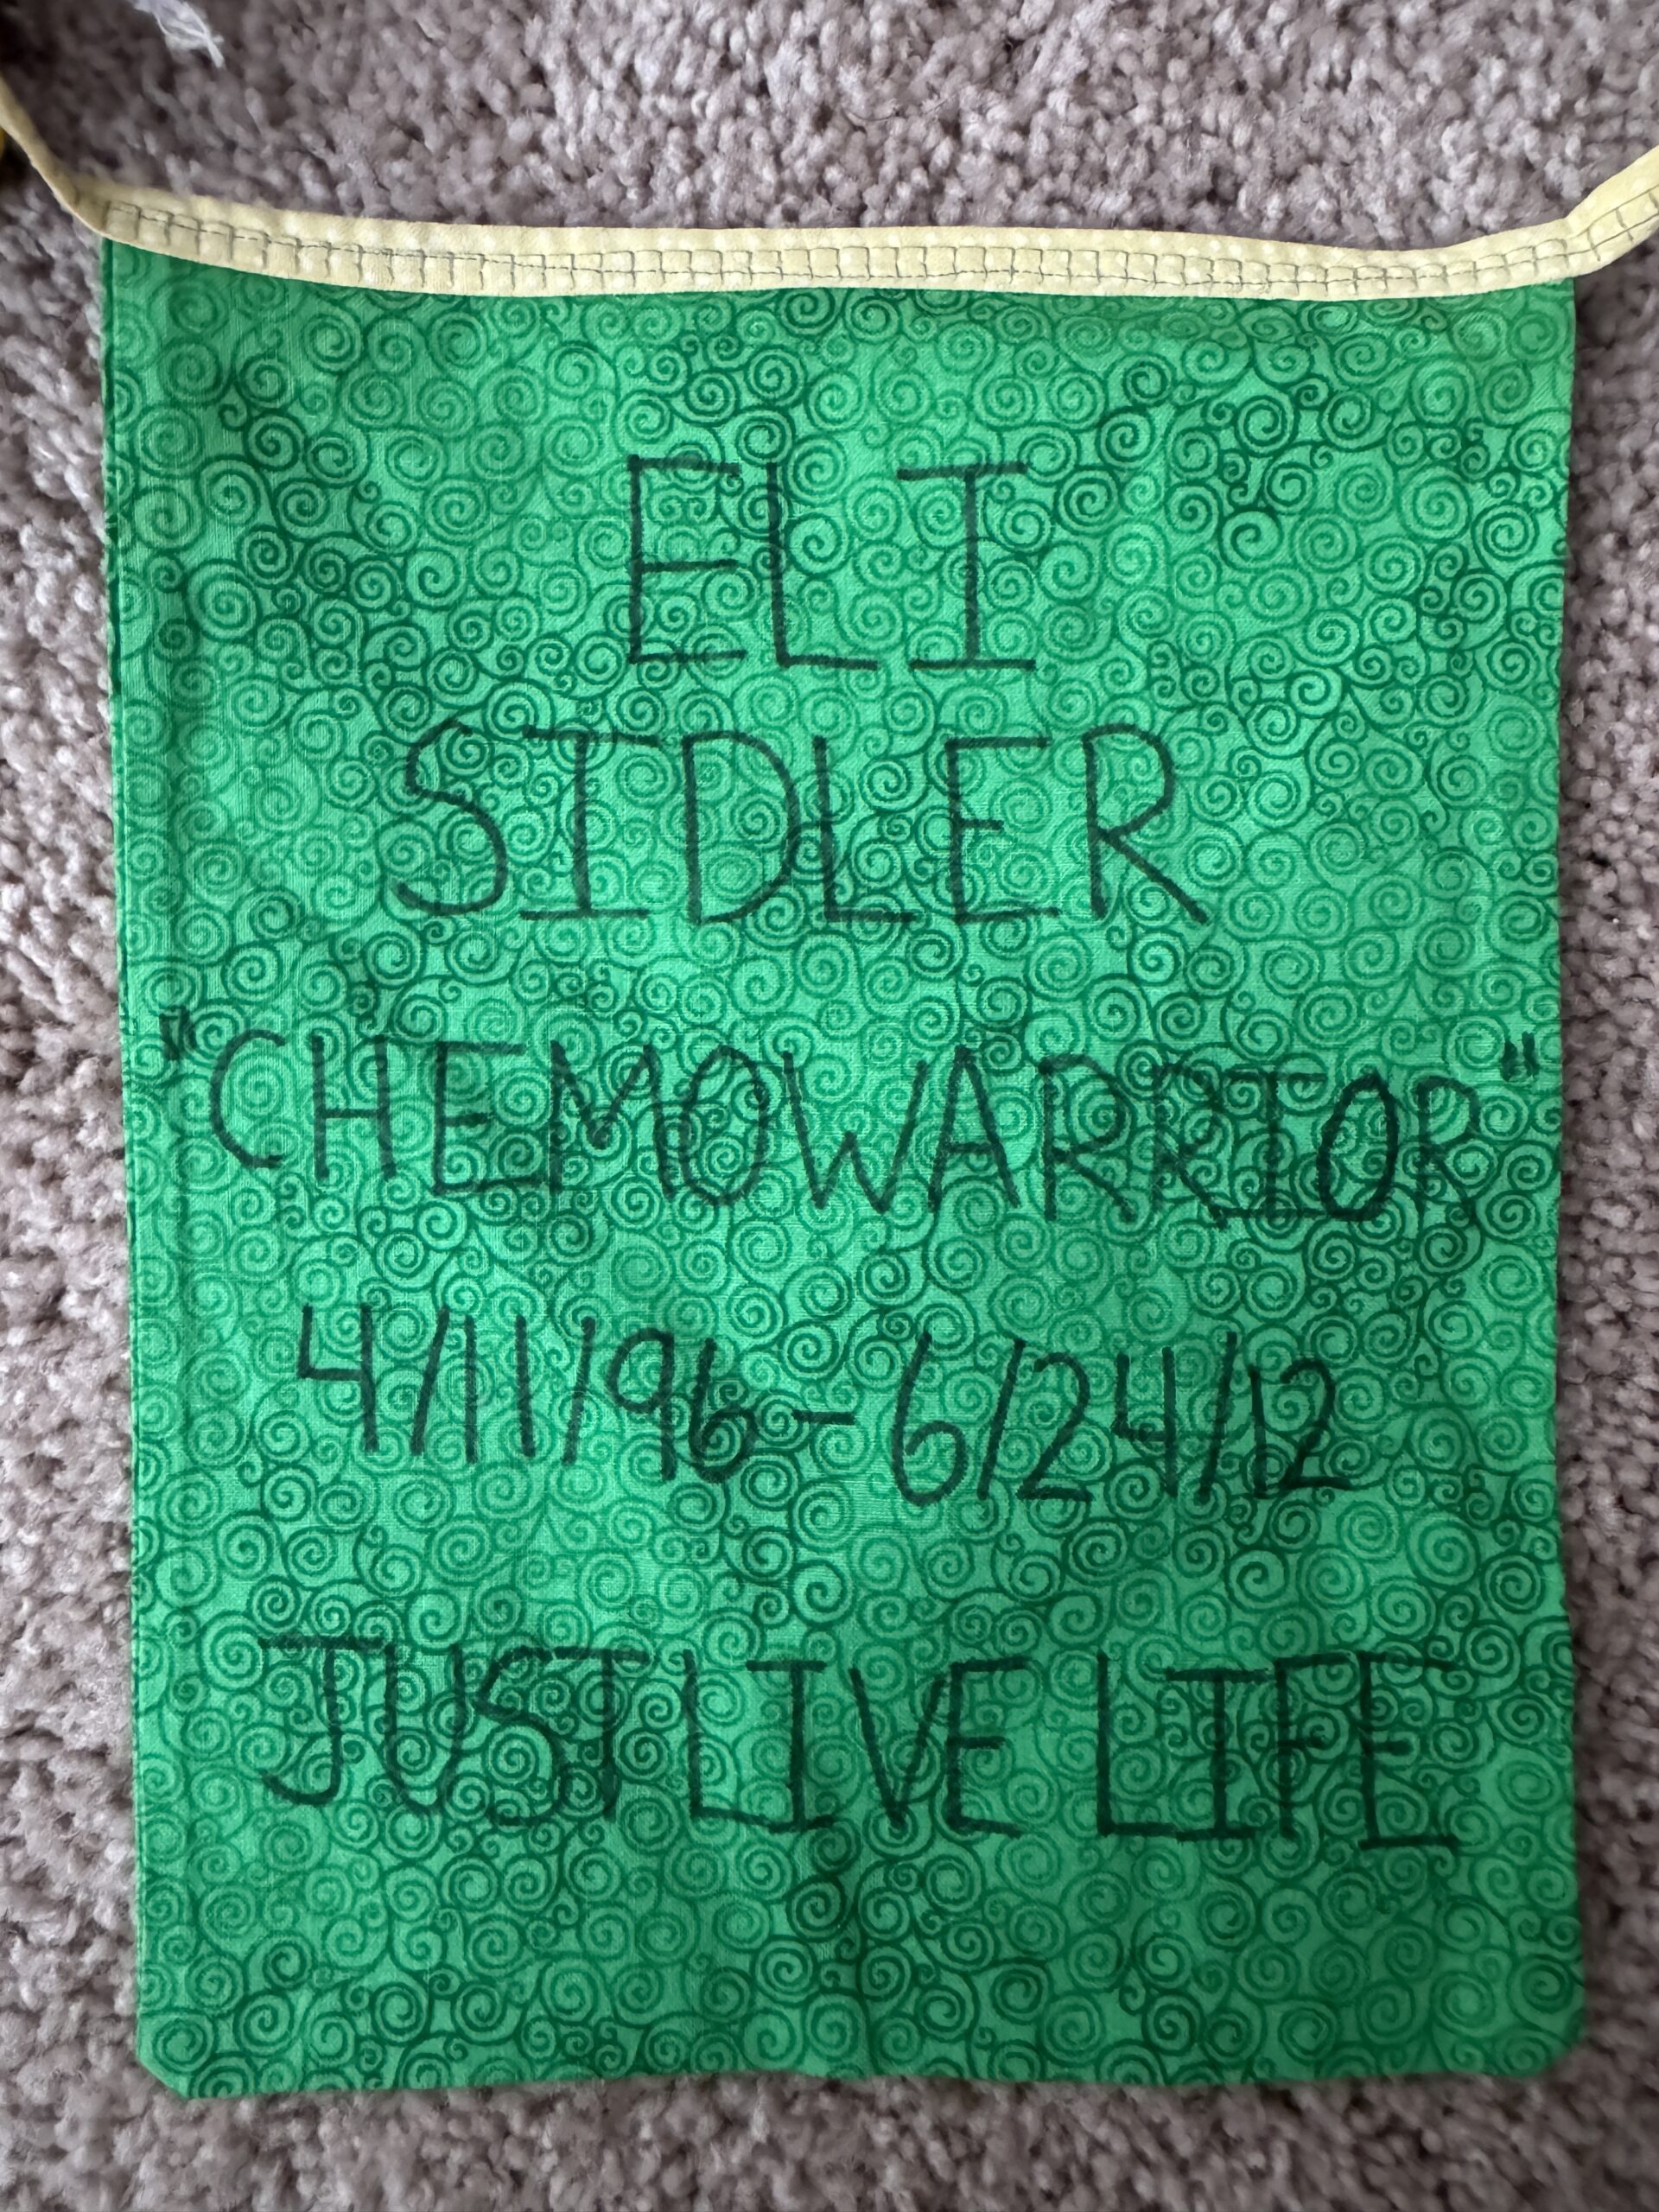 ELI
SIDLER
"CHEMOWARRIOR"
4/11/96-6/24/12
JUST LIVE LIFE